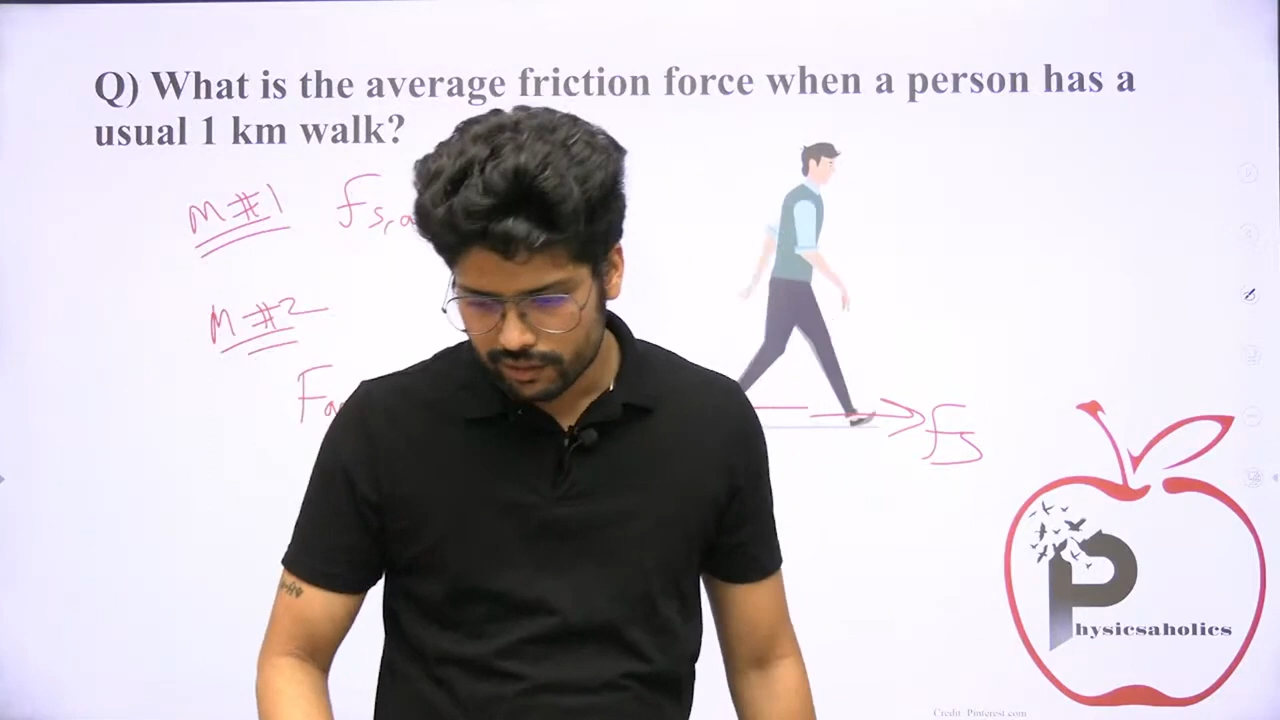 Q) What is the average friction force when a person has a
usual 1 km walk?
M #1
M #2
fs
Physicsaholics
Credit: Pinterest.com